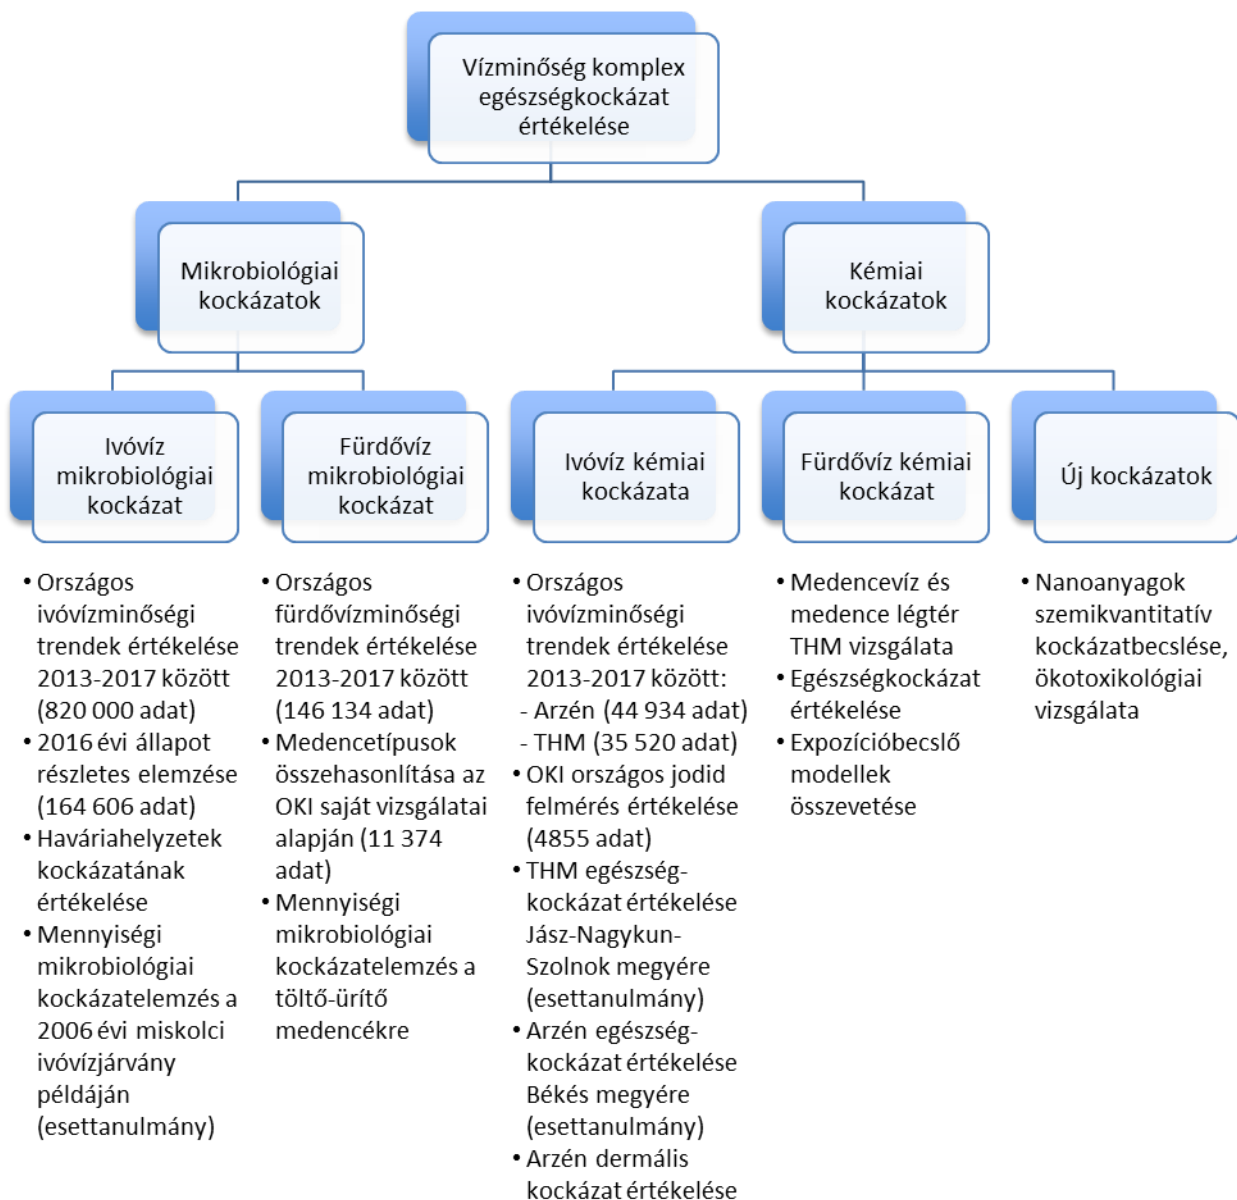 Vízminőség komplex
egészségkockázat
értékelése
Mikrobiológiai
kockázatok
Kémiai
kockázatok
Ivóvíz
mikrobiológiai
kockázat
Fürdővíz
mikrobiológiai
kockázat
Ivóvíz kémiai
kockázata
Fürdővíz kémiai
kockázat
Új kockázatok
• Országos
ivóvízminőségi
trendek értékelése
2013-2017 között
(820 000 adat)
• 2016 évi állapot
részletes elemzése
(164 606 adat)
• Haváriahelyzetek
kockázatának
értékelése
• Mennyiségi
mikrobiológiai
kockázatelemzés a
2006 évi miskolci
ivóvízjárvány
példáján
(esettanulmány)
• Országos
fürdővízminőségi
trendek értékelése
2013-2017 között
(146 134 adat)
• Medencetípusok
összehasonlítása az
OKI saját vizsgálatai
alapján (11 374
adat)
• Mennyiségi
mikrobiológiai
kockázatelemzés a
töltő-ürítő
medencékre
• Országos
ivóvízminőségi
trendek értékelése
2013-2017 között:
- Arzén (44 934 adat)
- THM (35 520 adat)
• OKI országos jodid
felmérés értékelése
(4855 adat)
• THM egészség-
kockázat értékelése
Jász-Nagykun-
Szolnok megyére
(esettanulmány)
• Arzén egészség-
kockázat értékelése
Békés megyére
(esettanulmány)
• Arzén dermális
kockázat értékelése
• Medencevíz és
medence légtér
THM vizsgálata
• Egészségkockázat
értékelése
• Expozícióbecslő
modellek
összevetése
• Nanoanyagok
szemikvantitatív
kockázatbecslése,
ökotoxikológiai
vizsgálata